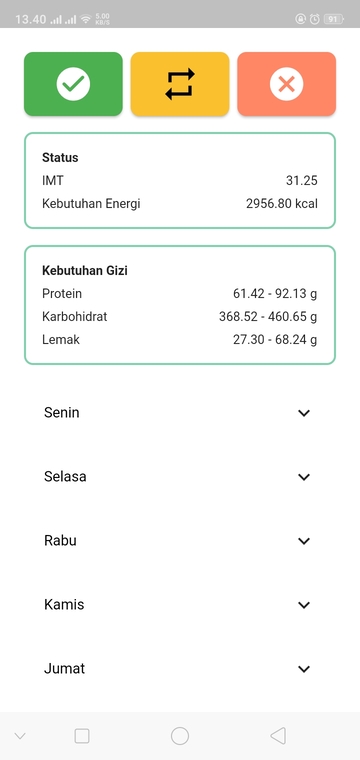 13.40 5.00 KB/S 91
Status
IMT 31.25
Kebutuhan Energi 2956.80 kcal
Kebutuhan Gizi
Protein 61.42 - 92.13 g
Karbohidrat 368.52 - 460.65 g
Lemak 27.30 - 68.24 g
Senin
Selasa
Rabu
Kamis
Jumat